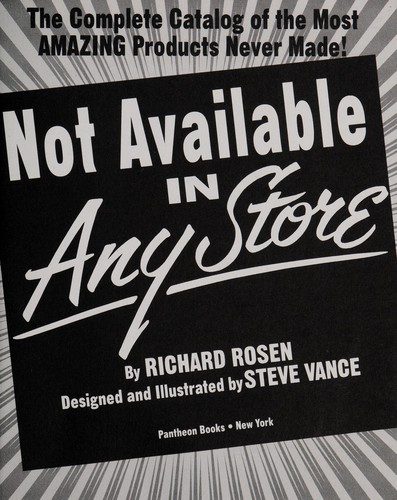 The Complete Catalog of the Most
AMAZING Products Never Made!
Not Available
IN
Any Store
By RICHARD ROSEN
Designed and Illustrated by STEVE VANCE
Pantheon Books • New York